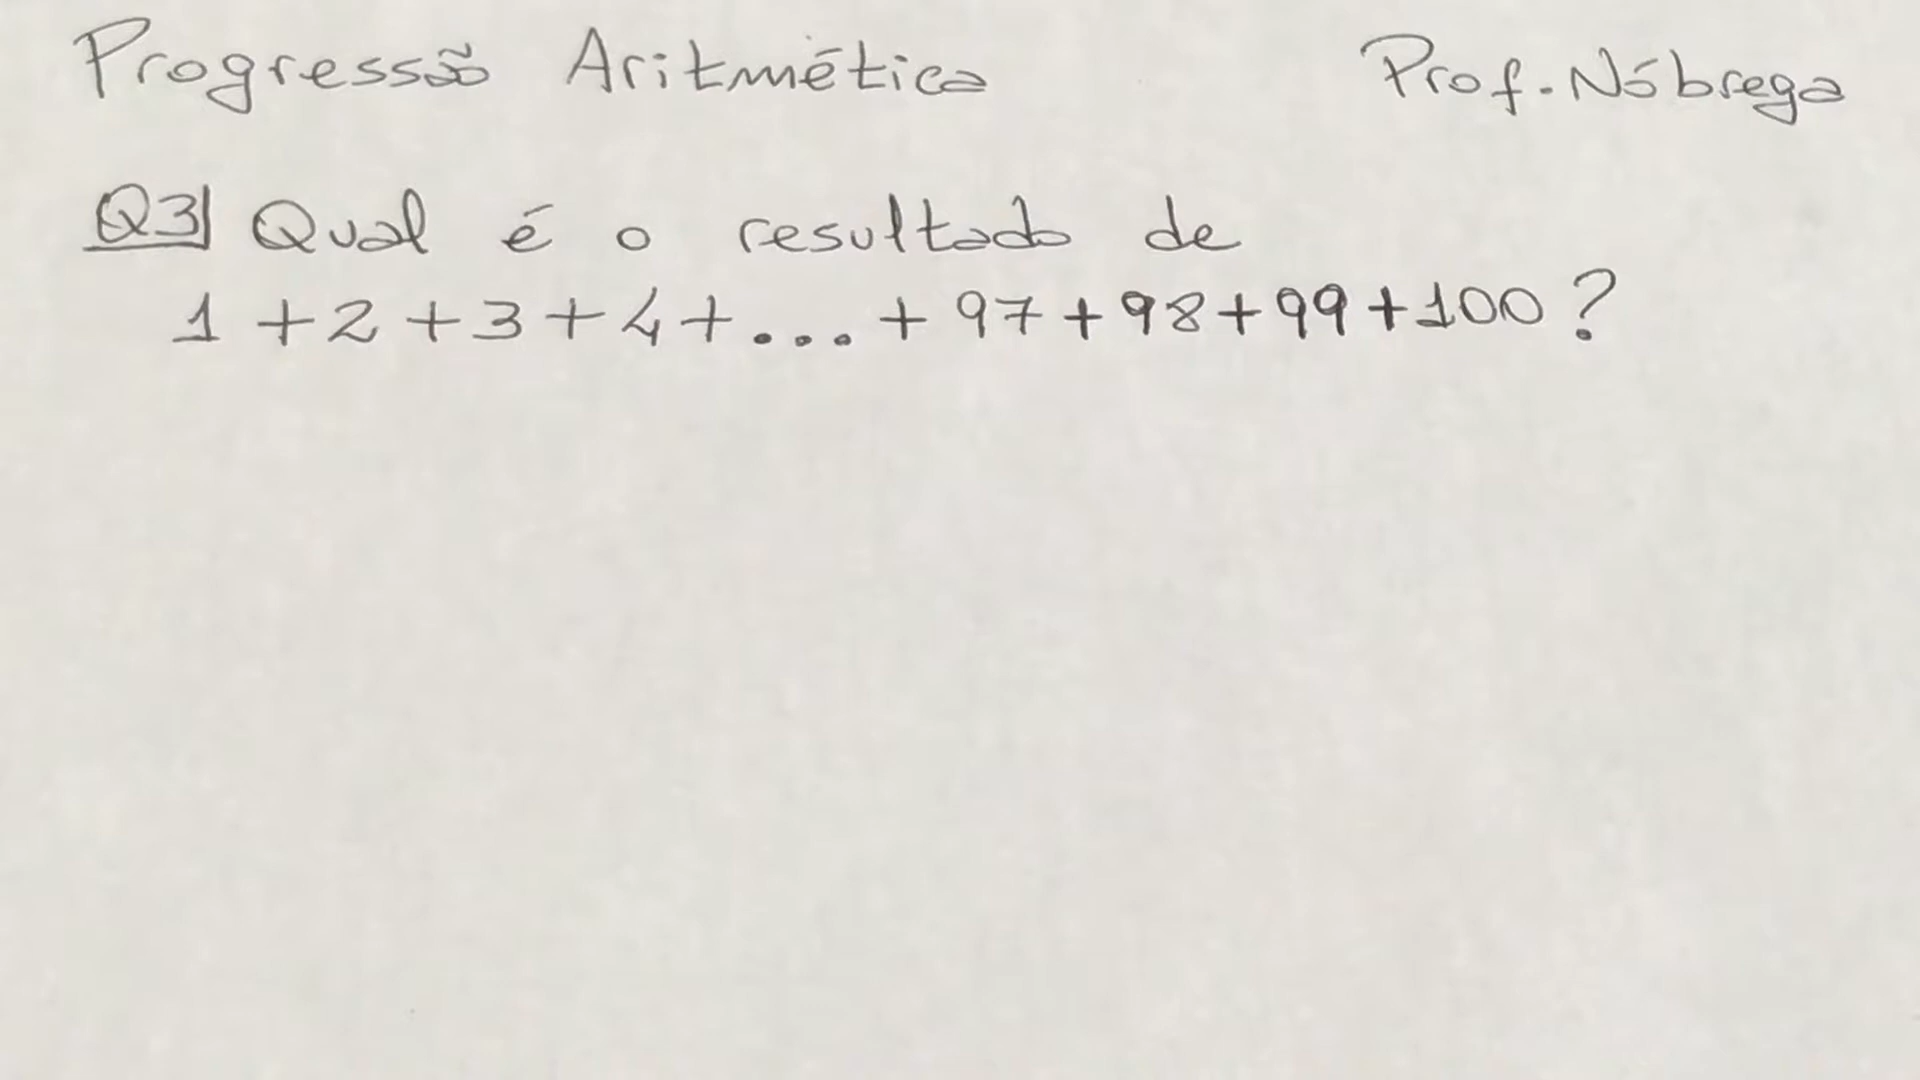 Progressão Aritmética Prof. Nóbrega
Q3| Qual é o resultado de
1 + 2 + 3 + 4 + ... + 97 + 98 + 99 + 100 ?